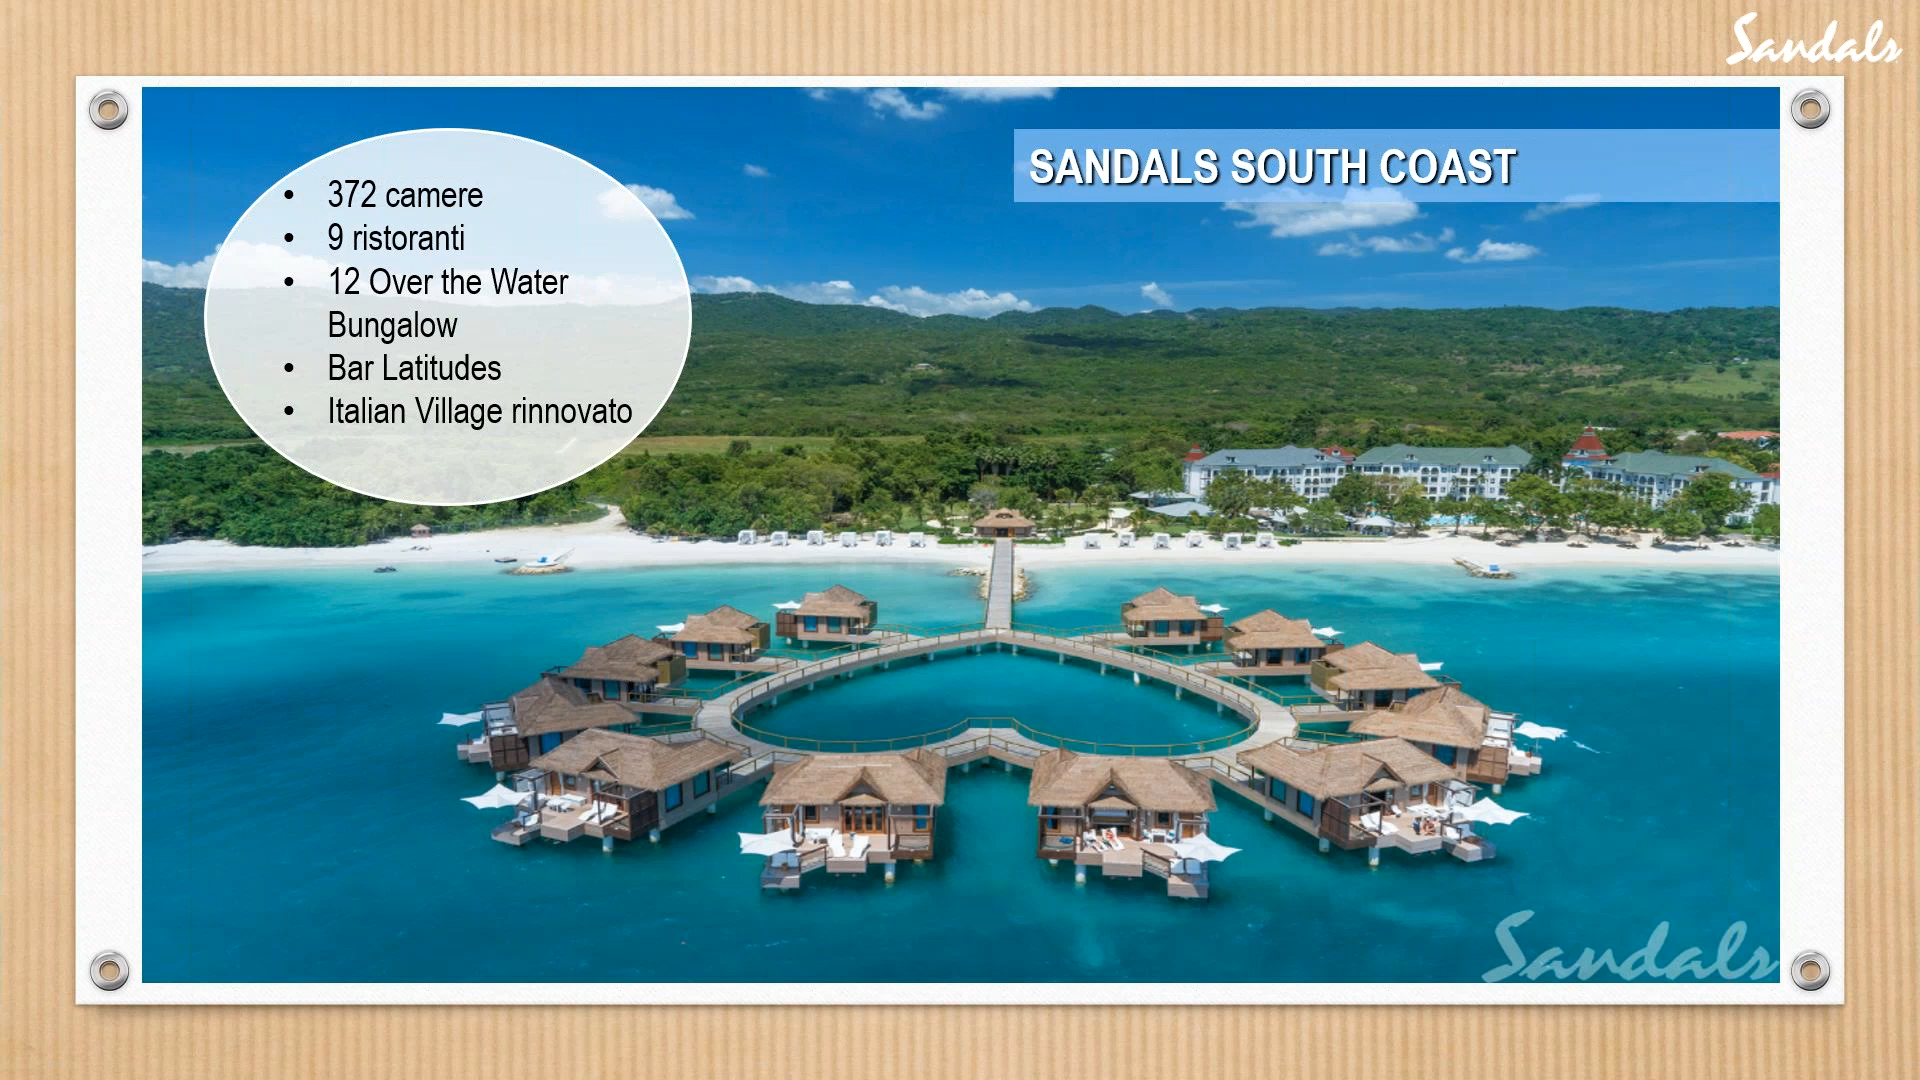 Sandals
SANDALS SOUTH COAST
• 372 camere
• 9 ristoranti
• 12 Over the Water
Bungalow
• Bar Latitudes
• Italian Village rinnovato
Sandals